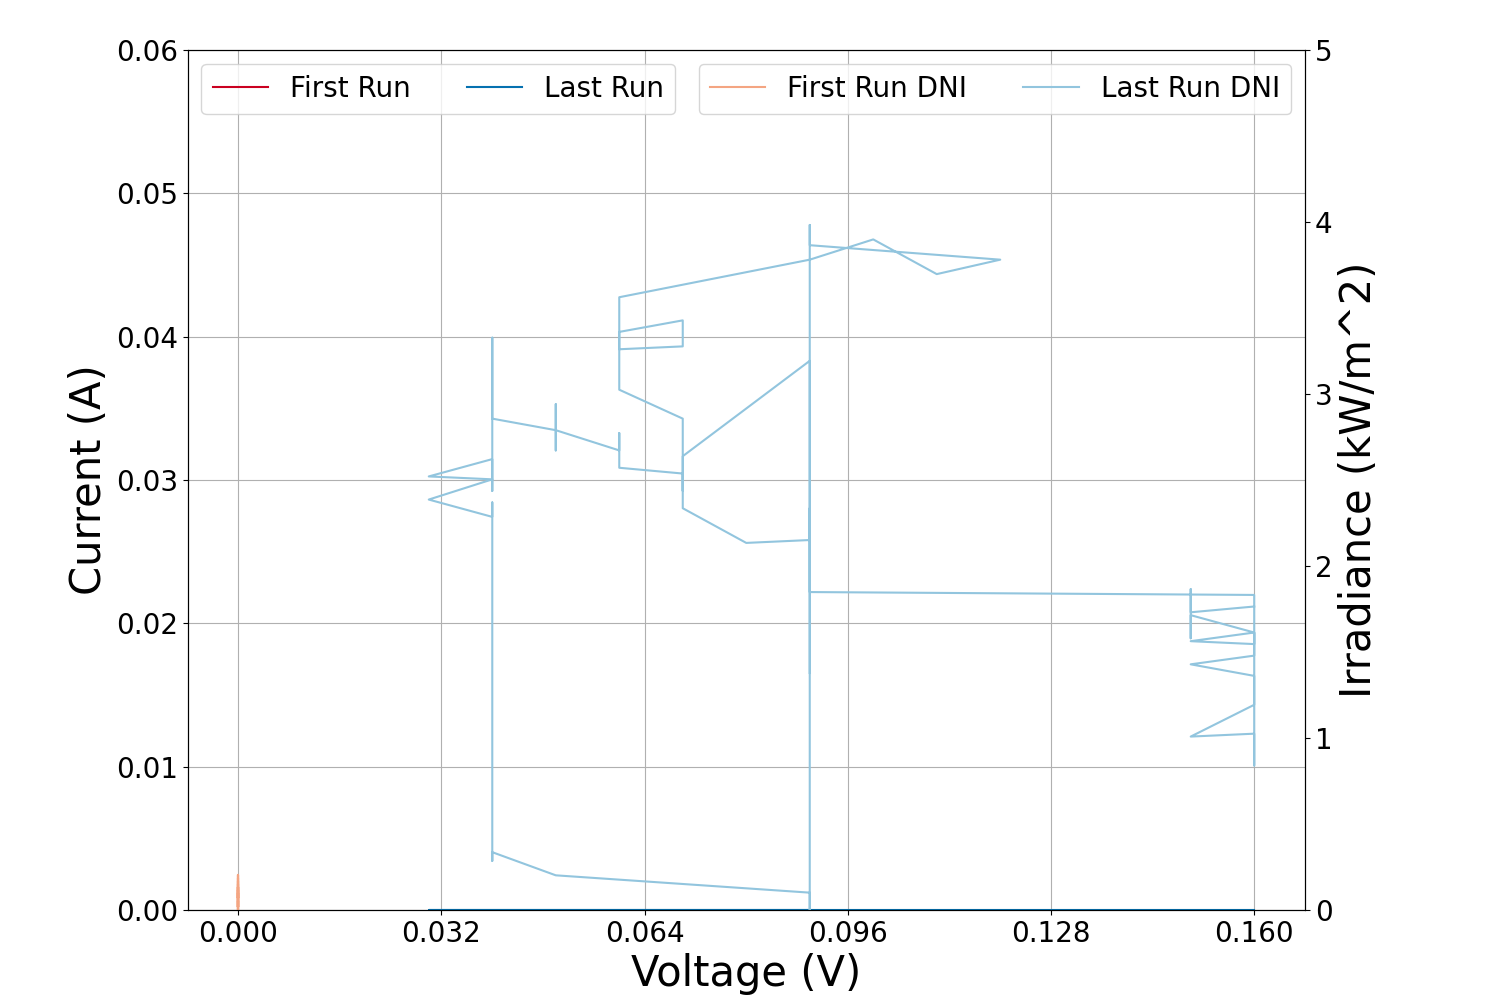 First Run
Last Run
First Run DNI
Last Run DNI
0.06
0.05
0.04
0.03
0.02
0.01
0.00
Current (A)
5
4
3
2
1
0
Irradiance (kW/m^2)
0.000 0.032 0.064 0.096 0.128 0.160
Voltage (V)